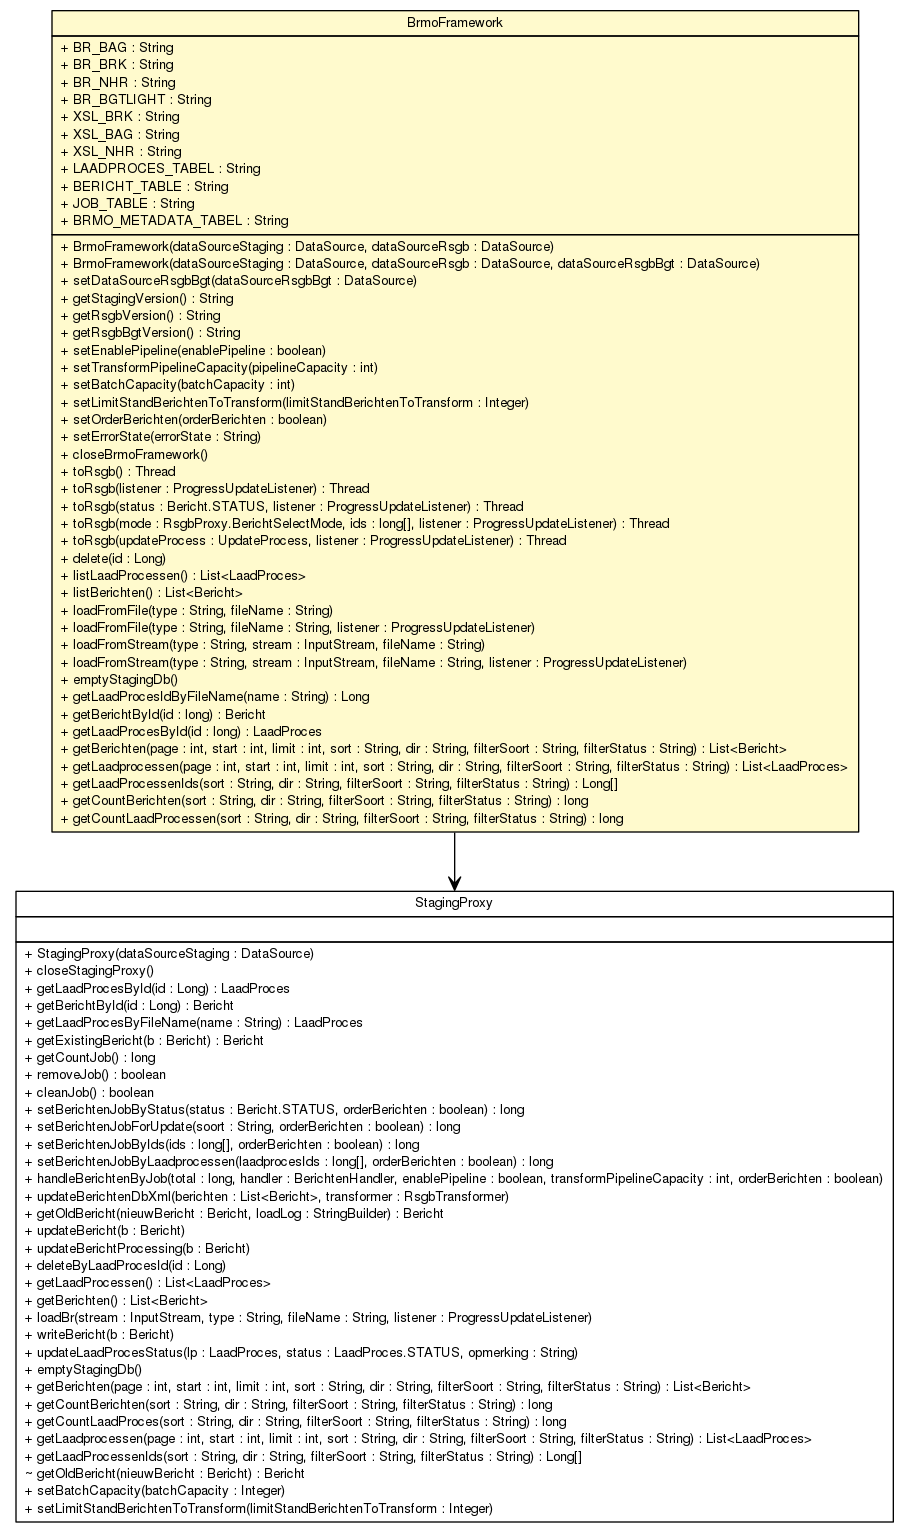 BrmoFramework
+ BR_BAG : String
+ BR_BRK : String
+ BR_NHR : String
+ BR_BGTLIGHT : String
+ XSL_BRK : String
+ XSL_BAG : String
+ XSL_NHR : String
+ LAADPROCES_TABEL : String
+ BERICHT_TABLE : String
+ JOB_TABLE : String
+ BRMO_METADATA_TABEL : String
+ BrmoFramework(dataSourceStaging : DataSource, dataSourceRsgb : DataSource)
+ BrmoFramework(dataSourceStaging : DataSource, dataSourceRsgb : DataSource, dataSourceRsgbBgt : DataSource)
+ setDataSourceRsgbBgt(dataSourceRsgbBgt : DataSource)
+ getStagingVersion() : String
+ getRsgbVersion() : String
+ getRsgbBgtVersion() : String
+ setEnablePipeline(enablePipeline : boolean)
+ setTransformPipelineCapacity(pipelineCapacity : int)
+ setBatchCapacity(batchCapacity : int)
+ setLimitStandBerichtenToTransform(limitStandBerichtenToTransform : Integer)
+ setOrderBerichten(orderBerichten : boolean)
+ setErrorState(errorState : String)
+ closeBrmoFramework()
+ toRsgb() : Thread
+ toRsgb(listener : ProgressUpdateListener) : Thread
+ toRsgb(status : Bericht.STATUS, listener : ProgressUpdateListener) : Thread
+ toRsgb(mode : RsgbProxy.BerichtSelectMode, ids : long[], listener : ProgressUpdateListener) : Thread
+ toRsgb(updateProcess : UpdateProcess, listener : ProgressUpdateListener) : Thread
+ delete(id : Long)
+ listLaadProcessen() : List<LaadProces>
+ listBerichten() : List<Bericht>
+ loadFromFile(type : String, fileName : String)
+ loadFromFile(type : String, fileName : String, listener : ProgressUpdateListener)
+ loadFromStream(type : String, stream : InputStream, fileName : String)
+ loadFromStream(type : String, stream : InputStream, fileName : String, listener : ProgressUpdateListener)
+ emptyStagingDb()
+ getLaadProcesIdByFileName(name : String) : Long
+ getBerichtById(id : long) : Bericht
+ getLaadProcesById(id : long) : LaadProces
+ getBerichten(page : int, start : int, limit : int, sort : String, dir : String, filterSoort : String, filterStatus : String) : List<Bericht>
+ getLaadprocessen(page : int, start : int, limit : int, sort : String, dir : String, filterSoort : String, filterStatus : String) : List<LaadProces>
+ getLaadProcessenIds(sort : String, dir : String, filterSoort : String, filterStatus : String) : Long[]
+ getCountBerichten(sort : String, dir : String, filterSoort : String, filterStatus : String) : long
+ getCountLaadProcessen(sort : String, dir : String, filterSoort : String, filterStatus : String) : long
StagingProxy
+ StagingProxy(dataSourceStaging : DataSource)
+ closeStagingProxy()
+ getLaadProcesById(id : Long) : LaadProces
+ getBerichtById(id : Long) : Bericht
+ getLaadProcesByFileName(name : String) : LaadProces
+ getExistingBericht(b : Bericht) : Bericht
+ getCountJob() : long
+ removeJob() : boolean
+ cleanJob() : boolean
+ setBerichtenJobByStatus(status : Bericht.STATUS, orderBerichten : boolean) : long
+ setBerichtenJobForUpdate(soort : String, orderBerichten : boolean) : long
+ setBerichtenJobByIds(ids : long[], orderBerichten : boolean) : long
+ setBerichtenJobByLaadprocessen(laadprocesIds : long[], orderBerichten : boolean) : long
+ handleBerichtenByJob(total : long, handler : BerichtenHandler, enablePipeline : boolean, transformPipelineCapacity : int, orderBerichten : boolean)
+ updateBerichtenDbXml(berichten : List<Bericht>, transformer : RsgbTransformer)
+ getOldBericht(nieuwBericht : Bericht, loadLog : StringBuilder) : Bericht
+ updateBericht(b : Bericht)
+ updateBerichtProcessing(b : Bericht)
+ deleteByLaadProcesId(id : Long)
+ getLaadProcessen() : List<LaadProces>
+ getBerichten() : List<Bericht>
+ loadBr(stream : InputStream, type : String, fileName : String, listener : ProgressUpdateListener)
+ writeBericht(b : Bericht)
+ updateLaadProcesStatus(lp : LaadProces, status : LaadProces.STATUS, opmerking : String)
+ emptyStagingDb()
+ getBerichten(page : int, start : int, limit : int, sort : String, dir : String, filterSoort : String, filterStatus : String) : List<Bericht>
+ getCountBerichten(sort : String, dir : String, filterSoort : String, filterStatus : String) : long
+ getCountLaadProces(sort : String, dir : String, filterSoort : String, filterStatus : String) : long
+ getLaadprocessen(page : int, start : int, limit : int, sort : String, dir : String, filterSoort : String, filterStatus : String) : List<LaadProces>
+ getLaadProcessenIds(sort : String, dir : String, filterSoort : String, filterStatus : String) : Long[]
~ getOldBericht(nieuwBericht : Bericht) : Bericht
+ setBatchCapacity(batchCapacity : Integer)
+ setLimitStandBerichtenToTransform(limitStandBerichtenToTransform : Integer)